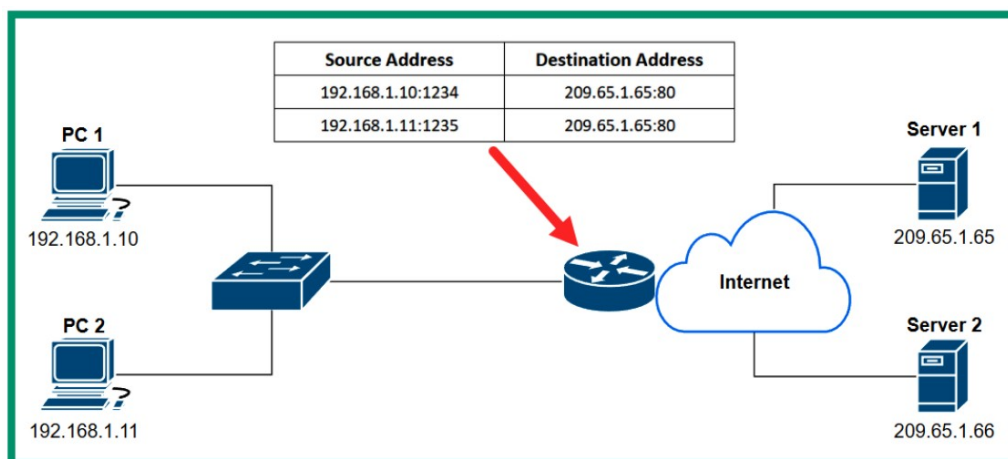 Source Address Destination Address
192.168.1.10:1234 209.65.1.65:80
192.168.1.11:1235 209.65.1.65:80
PC 1
192.168.1.10
Server 1
209.65.1.65
Internet
PC 2
192.168.1.11
Server 2
209.65.1.66